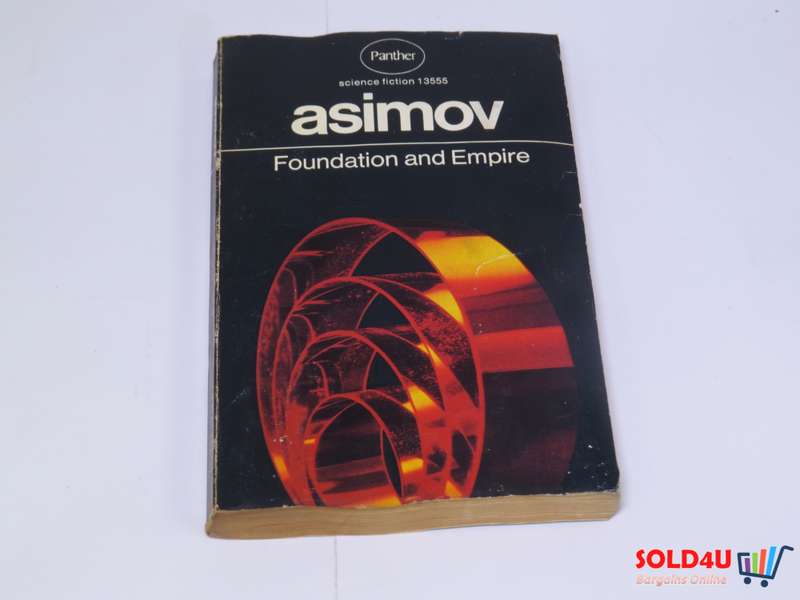 Panther
science fiction 13555
asimov
Foundation and Empire
SOLD4U
Bargains Online